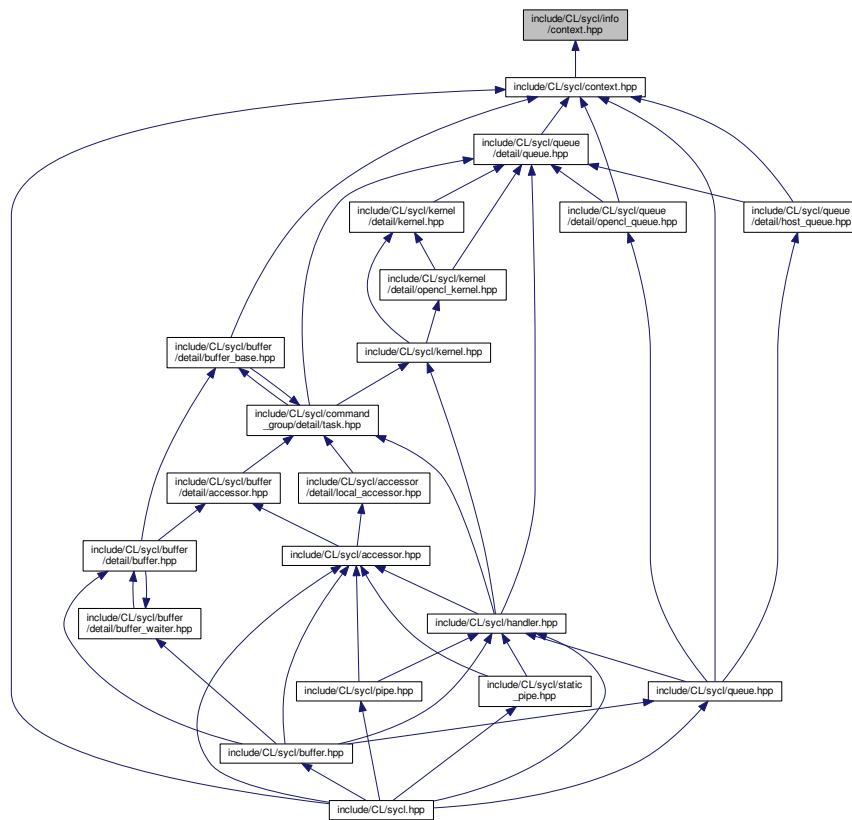 include/CL/sycl/info
/context.hpp
include/CL/sycl/context.hpp
include/CL/sycl/queue
/detail/queue.hpp
include/CL/sycl/kernel
/detail/kernel.hpp
include/CL/sycl/queue
/detail/opencl_queue.hpp
include/CL/sycl/queue
/detail/host_queue.hpp
include/CL/sycl/kernel
/detail/opencl_kernel.hpp
include/CL/sycl/buffer
/detail/buffer_base.hpp
include/CL/sycl/kernel.hpp
include/CL/sycl/command
_group/detail/task.hpp
include/CL/sycl/buffer
/detail/accessor.hpp
include/CL/sycl/accessor
/detail/local_accessor.hpp
include/CL/sycl/buffer
/detail/buffer.hpp
include/CL/sycl/accessor.hpp
include/CL/sycl/buffer
/detail/buffer_waiter.hpp
include/CL/sycl/handler.hpp
include/CL/sycl/pipe.hpp
include/CL/sycl/static
_pipe.hpp
include/CL/sycl/queue.hpp
include/CL/sycl/buffer.hpp
include/CL/sycl.hpp